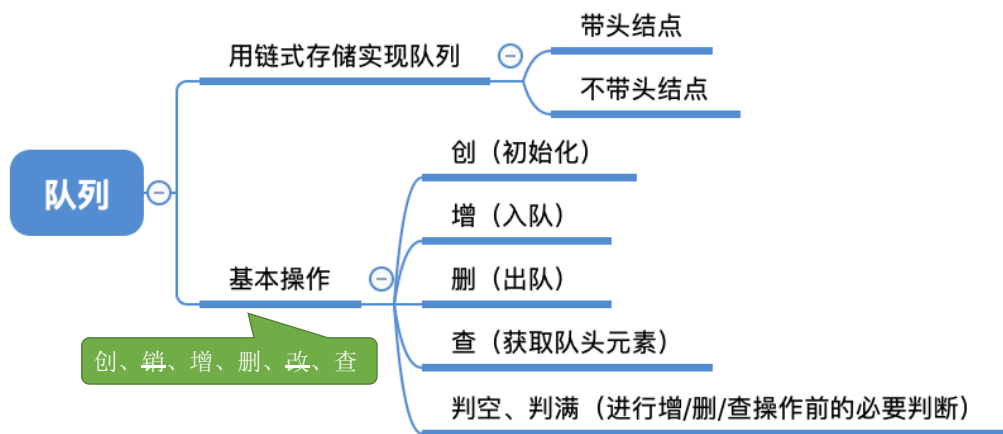 队列
用链式存储实现队列
带头结点
不带头结点
基本操作
创（初始化）
增（入队）
删（出队）
查（获取队头元素）
判空、判满（进行增/删/查操作前的必要判断）
创、销、增、删、改、查